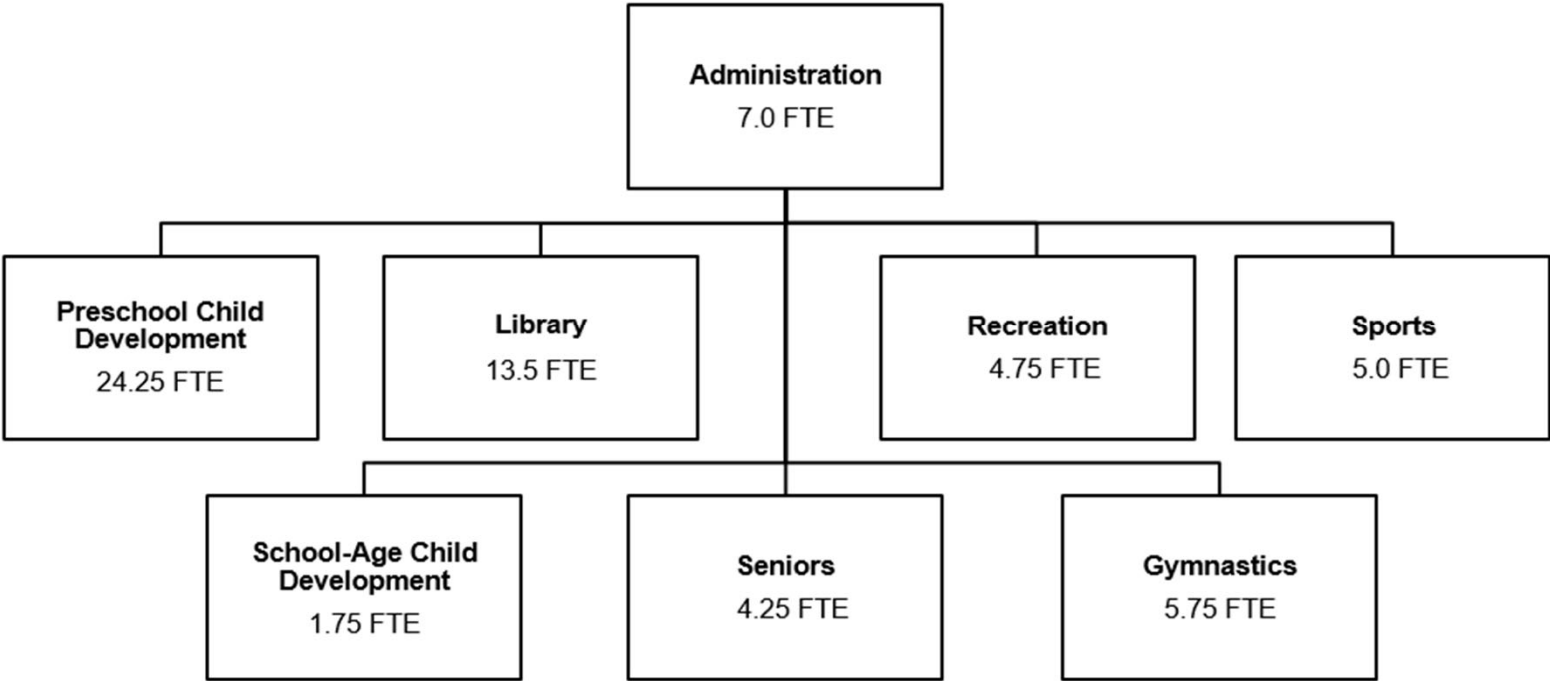 Administration
7.0 FTE
Preschool Child
Development
24.25 FTE
Library
13.5 FTE
Recreation
4.75 FTE
Sports
5.0 FTE
School-Age Child
Development
1.75 FTE
Seniors
4.25 FTE
Gymnastics
5.75 FTE